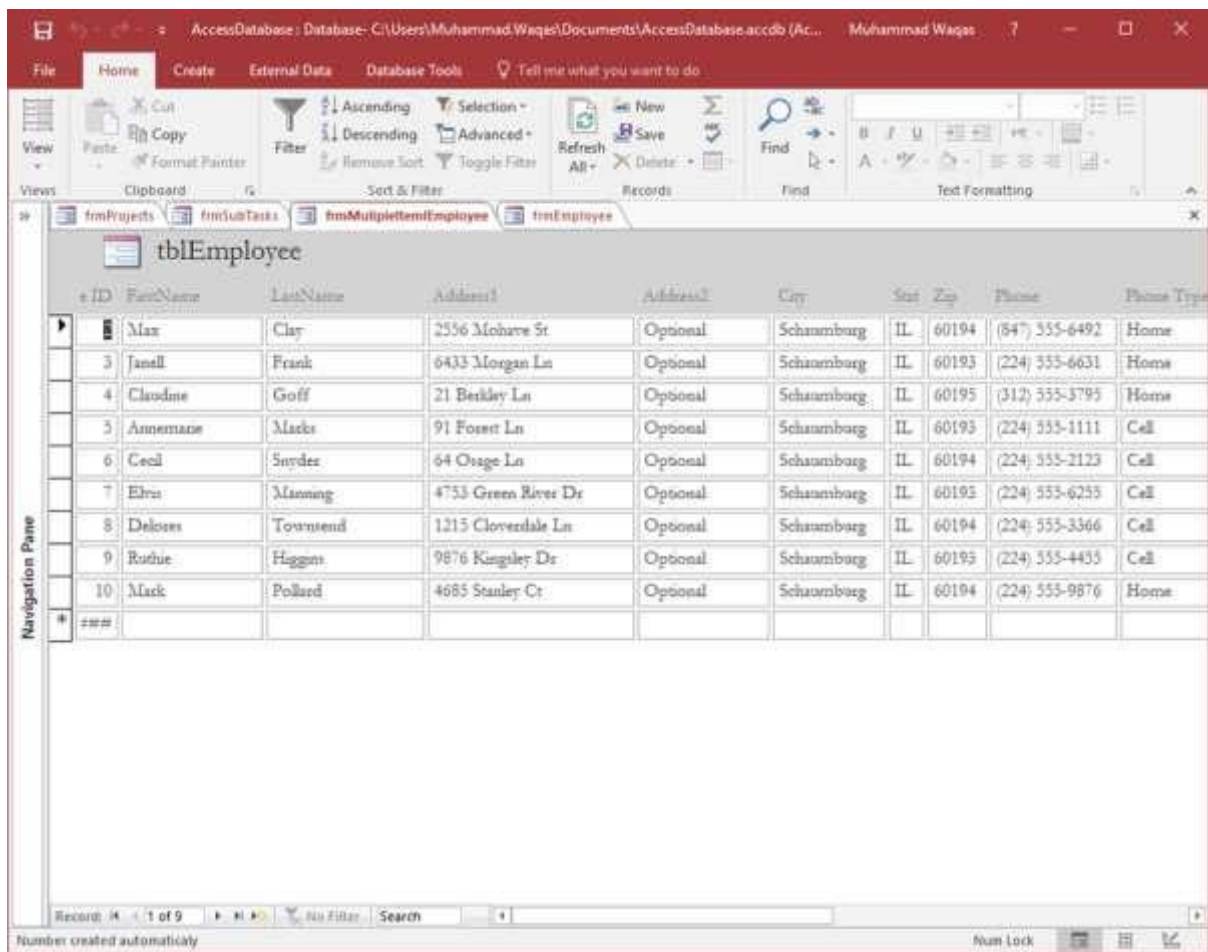 AccessDatabase : Database- C:\Users\Muhammad.Waqas\Documents\AccessDatabase.accdb (Ac... Muhammad Waqas ?
File Home Create External Data Database Tools Tell me what you want to do
View Paste Cut Copy Format Painter Filter Ascending Descending Remove Sort Selection Advanced Toggle Filter Refresh All New Save Delete Find B I U A
Views Clipboard Sort & Filter Records Find Text Formatting
frmProjects frmSubTasks frmMultipleItemEmployee frmEmployee
tblEmployee
e ID FirstName LastName Address1 Address2 City Stat Zip Phone Phone Type
Max Clay 2556 Mohave St Optional Schaumburg IL 60194 (847) 555-6492 Home
3 Janell Frank 6433 Morgan Ln Optional Schaumburg IL 60193 (224) 555-6631 Home
4 Claudine Goff 21 Berkley Ln Optional Schaumburg IL 60195 (312) 555-3795 Home
5 Annemarie Marks 91 Forest Ln Optional Schaumburg IL 60193 (224) 555-1111 Cell
6 Cecil Snyder 64 Osage Ln Optional Schaumburg IL 60194 (224) 555-2123 Cell
7 Elvis Manning 4753 Green River Dr Optional Schaumburg IL 60193 (224) 555-6255 Cell
8 Delores Townsend 1215 Cloverdale Ln Optional Schaumburg IL 60194 (224) 555-3366 Cell
9 Ruthie Higgins 9876 Kingsley Dr Optional Schaumburg IL 60193 (224) 555-4455 Cell
10 Mark Pollard 4685 Stanley Ct Optional Schaumburg IL 60194 (224) 555-9876 Home
* ###
Navigation Pane
Record: 1 of 9 No Filter Search
Number created automaticaly Num Lock